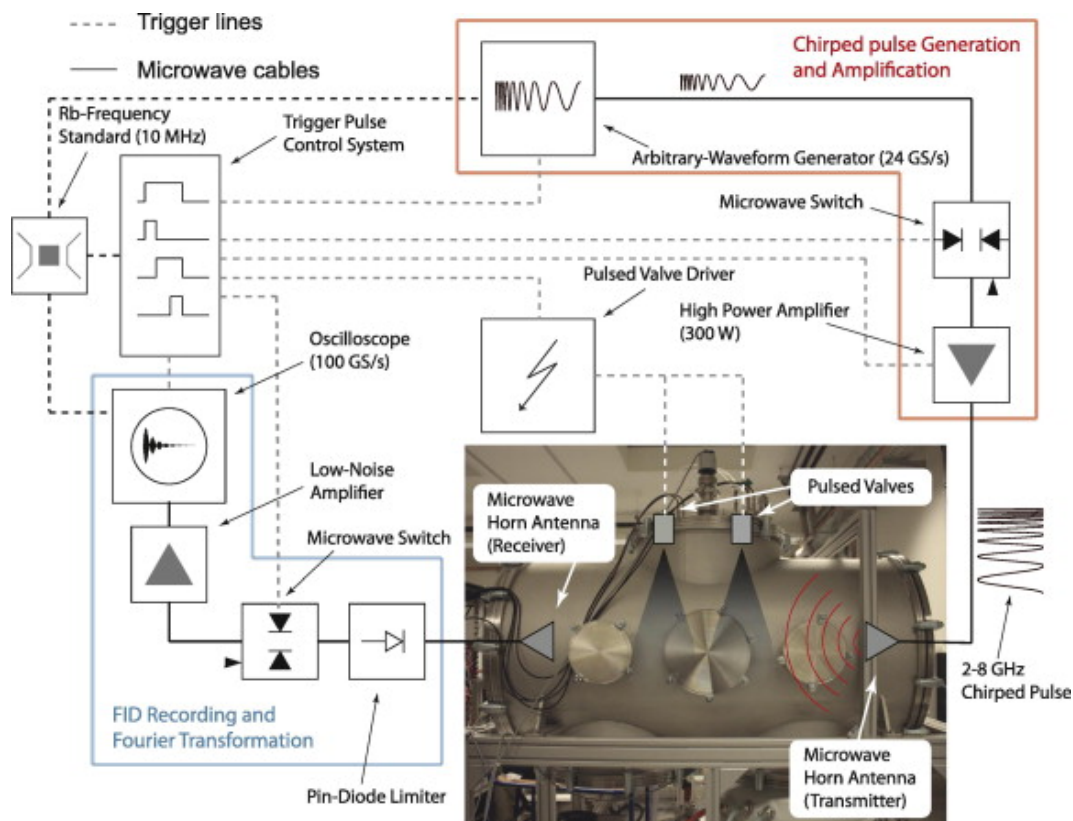 Trigger lines
Microwave cables
Chirped pulse Generation
and Amplification
Rb-Frequency
Standard (10 MHz)
Trigger Pulse
Control System
Arbitrary-Waveform Generator (24 GS/s)
Microwave Switch
Pulsed Valve Driver
High Power Amplifier
(300 W)
Oscilloscope
(100 GS/s)
Low-Noise
Amplifier
Microwave
Horn Antenna
(Receiver)
Pulsed Valves
Microwave Switch
2-8 GHz
Chirped Pulse
FID Recording and
Fourier Transformation
Microwave
Horn Antenna
(Transmitter)
Pin-Diode Limiter